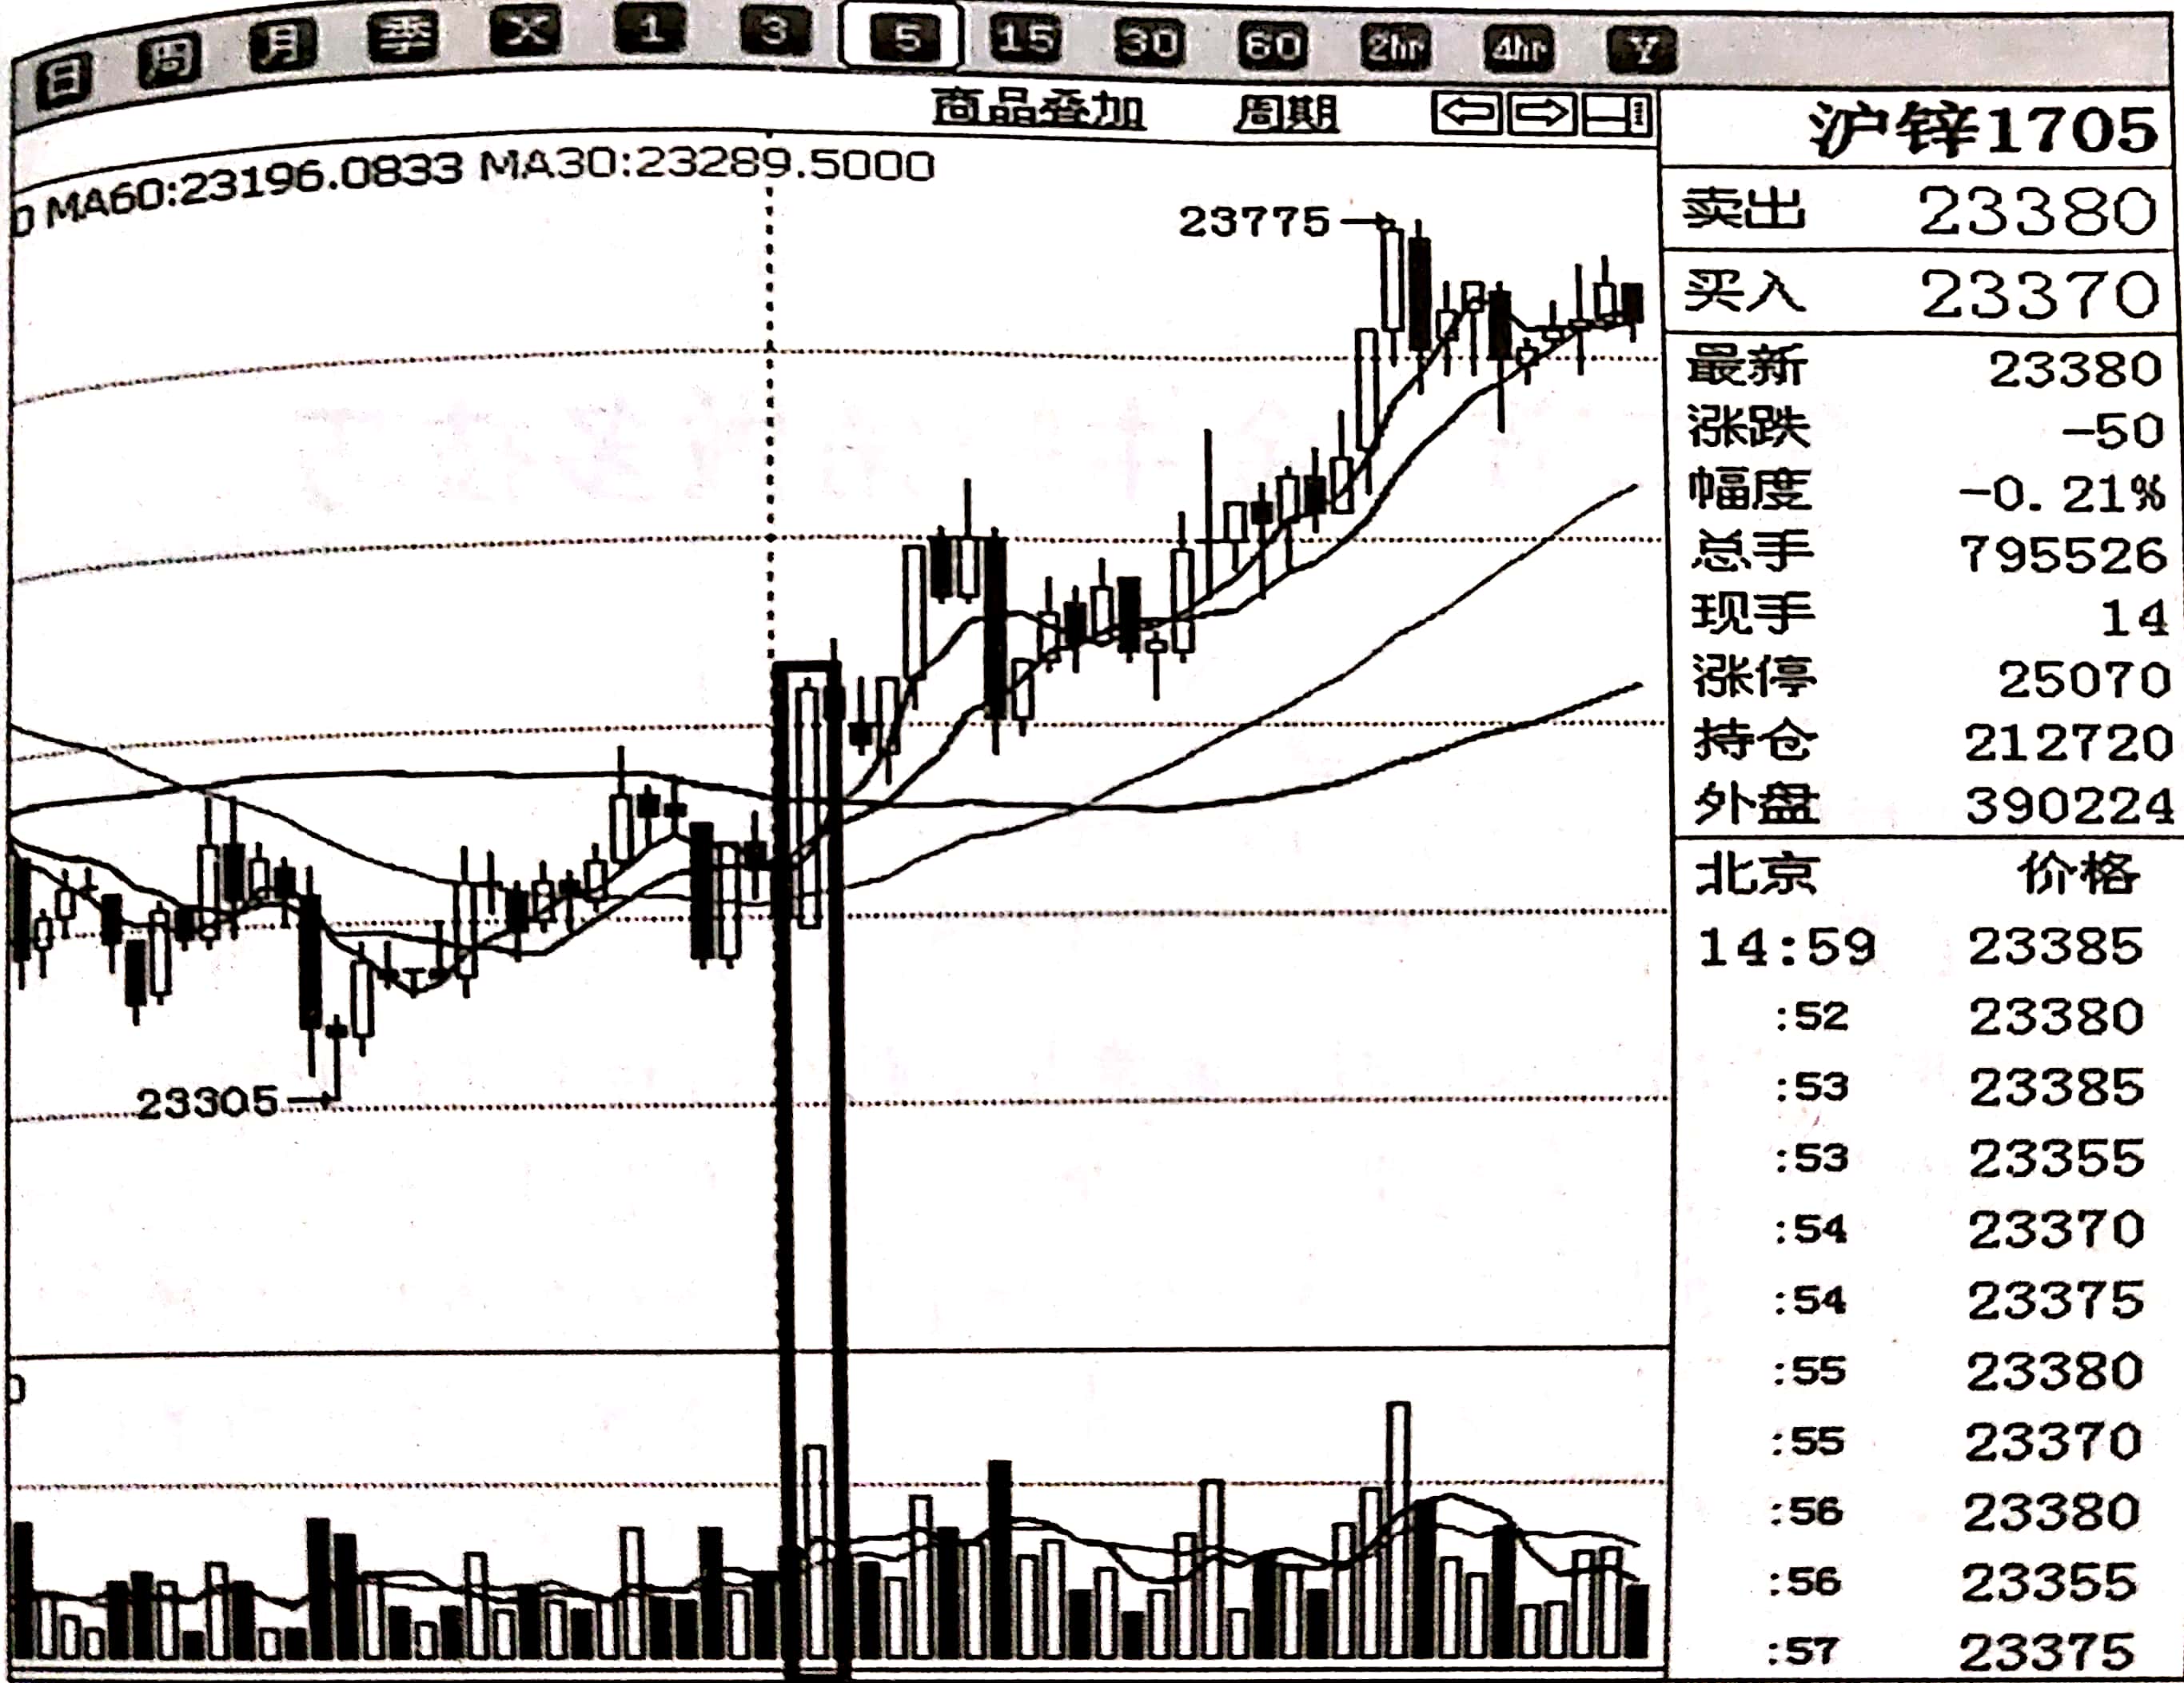 日 周 月 季 X 1 3 5 15 30 60 2hr 4hr Y
商品叠加 周期
沪锌1705
0 MA60:23196.0833 MA30:23289.5000
卖出 23380
23775
买入 23370
最新 23380
涨跌 -50
幅度 -0.21%
总手 795526
现手 14
涨停 25070
持仓 212720
外盘 390224
北京 价格
14:59 23385
:52 23380
:53 23385
23305
:53 23355
:54 23370
:54 23375
:55 23380
:55 23370
:56 23380
:56 23355
:57 23375